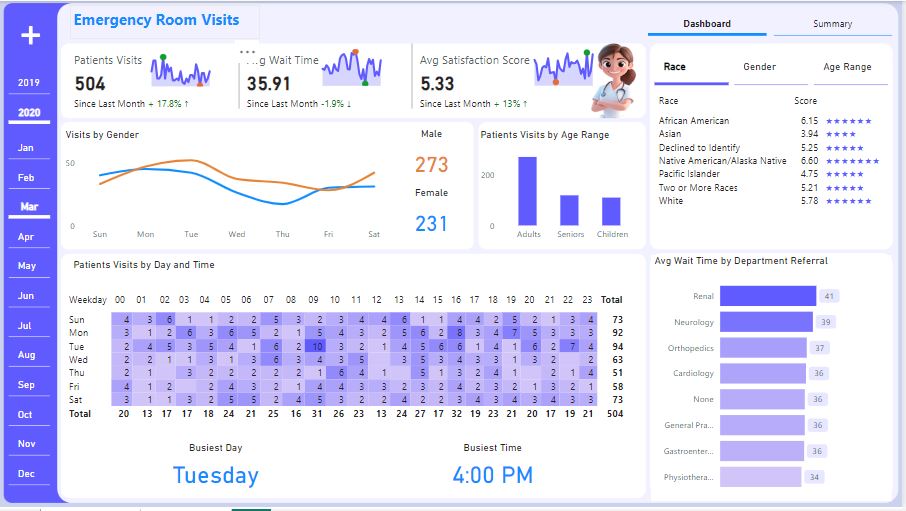 Emergency Room Visits
Dashboard
Summary
+
2019
2020
Jan
Feb
Mar
Apr
May
Jun
Jul
Aug
Sep
Oct
Nov
Dec
Patients Visits
504
Since Last Month + 17.8% ↑
Wait Time
35.91
Since Last Month -1.9% ↓
Avg Satisfaction Score
5.33
Since Last Month + 13% ↑
Race Gender Age Range
Race Score
African American 6.15 ★★★★★★
Asian 3.94 ★★★★
Declined to Identify 5.25 ★★★★★
Native American/Alaska Native 6.60 ★★★★★★★
Pacific Islander 4.75 ★★★★★
Two or More Races 5.21 ★★★★★
White 5.78 ★★★★★★
Visits by Gender
50
0
Sun Mon Tue Wed Thu Fri Sat
Male
273
Female
231
Patients Visits by Age Range
200
0
Adults Seniors Children
Patients Visits by Day and Time
Weekday 00 01 02 03 04 05 06 07 08 09 10 11 12 13 14 15 16 17 18 19 20 21 22 23 Total
Sun 4 3 6 1 1 2 2 5 3 2 3 4 3 6 1 1 4 4 2 5 2 1 3 4 73
Mon 3 1 2 6 3 6 5 2 1 5 4 3 2 5 6 2 8 3 4 7 5 3 3 3 92
Tue 2 4 5 3 5 4 1 6 2 10 3 3 2 4 5 6 6 1 4 1 6 2 7 4 94
Wed 2 2 1 1 3 1 3 6 3 4 3 5 3 5 3 4 4 3 3 1 3 2 2 63
Thu 2 1 3 2 2 2 2 1 2 6 4 5 1 3 4 3 2 3 2 2 1 51
Fri 4 1 2 4 2 4 3 2 1 3 4 3 2 2 3 1 3 3 3 2 1 3 1 2 58
Sat 3 1 1 2 2 4 5 2 4 5 3 3 1 2 4 1 4 2 3 2 1 5 3 3 73
Total 20 13 17 17 18 24 21 25 16 31 26 23 13 24 27 17 32 19 23 21 20 17 19 21 504
Busiest Day
Tuesday
Busiest Time
4:00 PM
Avg Wait Time by Department Referral
Renal 41
Neurology 39
Orthopedics 37
Cardiology 36
None 36
General Pra... 36
Gastroenter... 36
Physiothera... 34